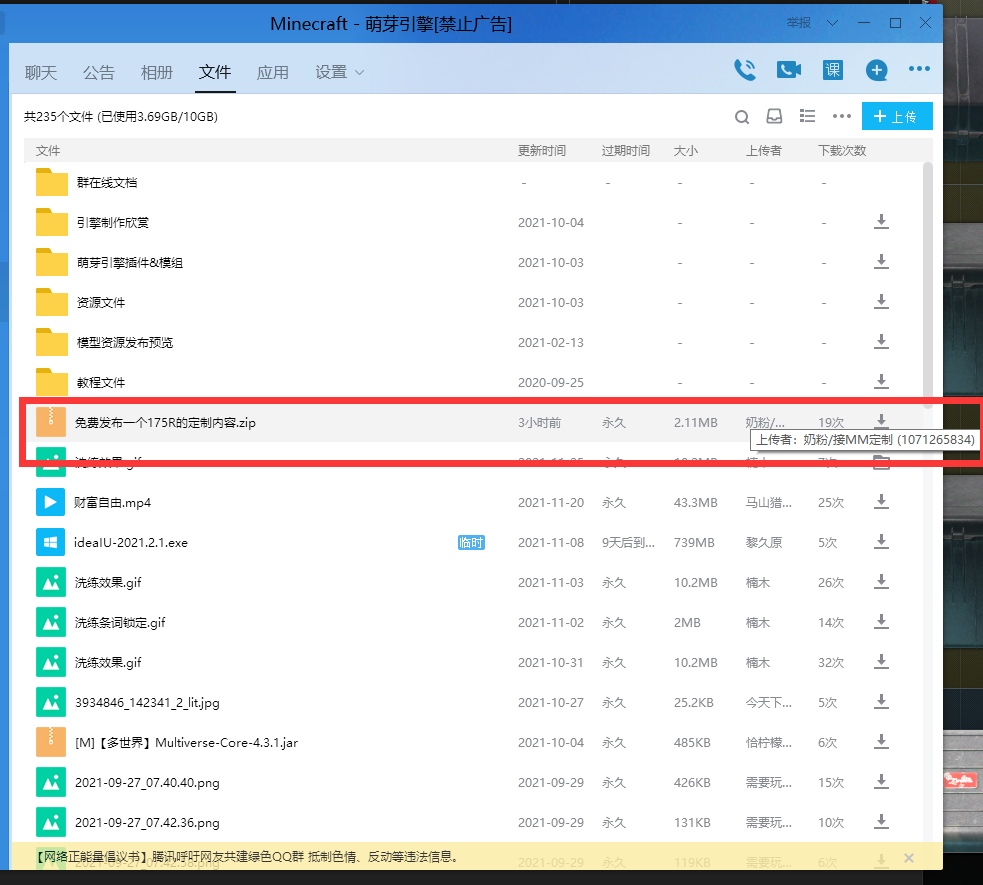 Minecraft - 萌芽引擎[禁止广告]
举报
聊天 公告 相册 文件 应用 设置
课
共235个文件 (已使用3.69GB/10GB)
上传
文件 更新时间 过期时间 大小 上传者 下载次数
群在线文档 - - - - -
引擎制作欣赏 2021-10-04 - - -
萌芽引擎插件&模组 2021-10-03 - - -
资源文件 2021-10-03 - - -
模型资源发布预览 2021-02-13 - - -
教程文件 2020-09-25 - - -
免费发布一个175R的定制内容.zip 3小时前 永久 2.11MB 奶粉/... 19次
上传者：奶粉/接MM定制 (1071265834)
洗练效果.gif 2021-11-25 永久 10.2MB 楠木 7次
财富自由.mp4 2021-11-20 永久 43.3MB 马山猎... 25次
ideaIU-2021.2.1.exe 临时 2021-11-08 9天后到... 739MB 黎久原 5次
洗练效果.gif 2021-11-03 永久 10.2MB 楠木 26次
洗练条词锁定.gif 2021-11-02 永久 2MB 楠木 14次
洗练效果.gif 2021-10-31 永久 10.2MB 楠木 32次
3934846_142341_2_lit.jpg 2021-10-27 永久 25.2KB 今天下... 5次
[M]【多世界】Multiverse-Core-4.3.1.jar 2021-10-04 永久 485KB 恰柠檬... 6次
2021-09-27_07.40.40.png 2021-09-29 永久 426KB 需要玩... 15次
2021-09-27_07.42.36.png 2021-09-29 永久 131KB 需要玩... 10次
【网络正能量倡议书】腾讯呼吁网友共建绿色QQ群 抵制色情、反动等违法信息。
2021-09-27_07.42.58.png 2021-09-29 永久 119KB 需要玩... 6次